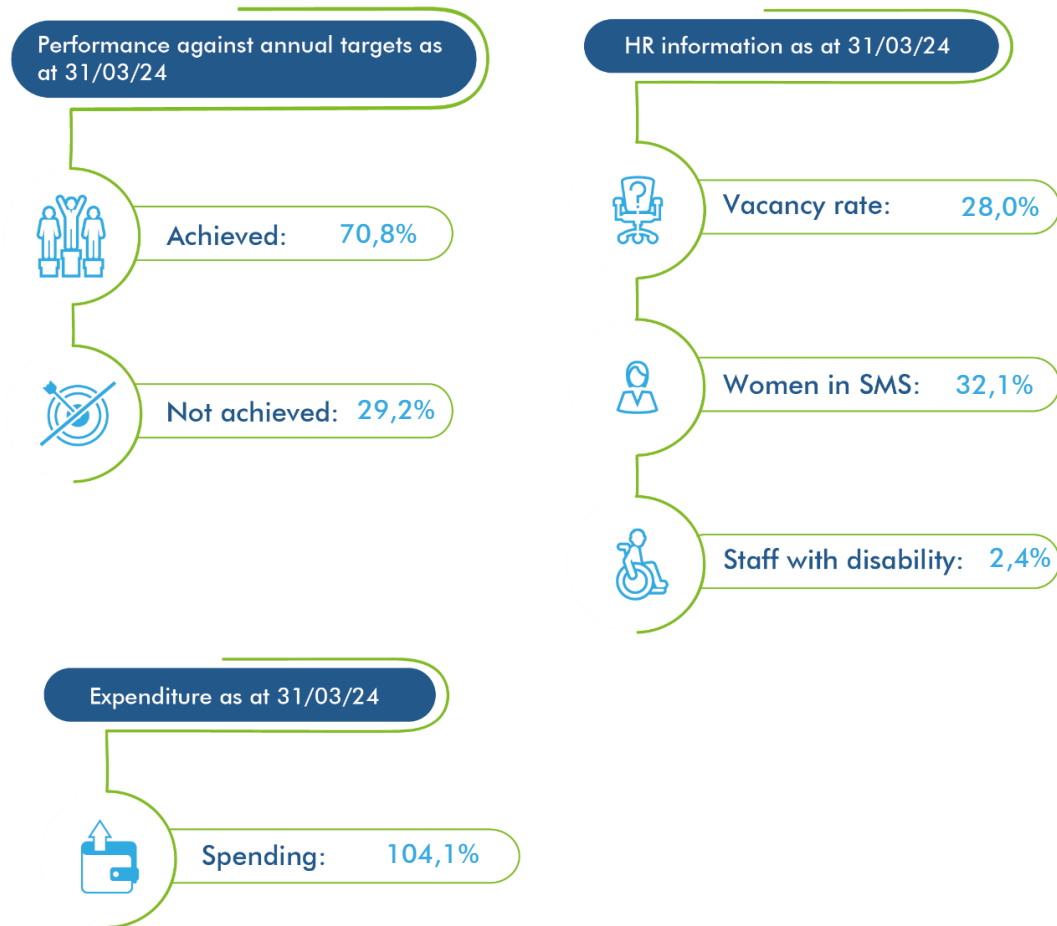 Performance against annual targets as
at 31/03/24
Achieved: 70,8%
Not achieved: 29,2%
HR information as at 31/03/24
?
Vacancy rate: 28,0%
Women in SMS: 32,1%
Staff with disability: 2,4%
Expenditure as at 31/03/24
Spending: 104,1%